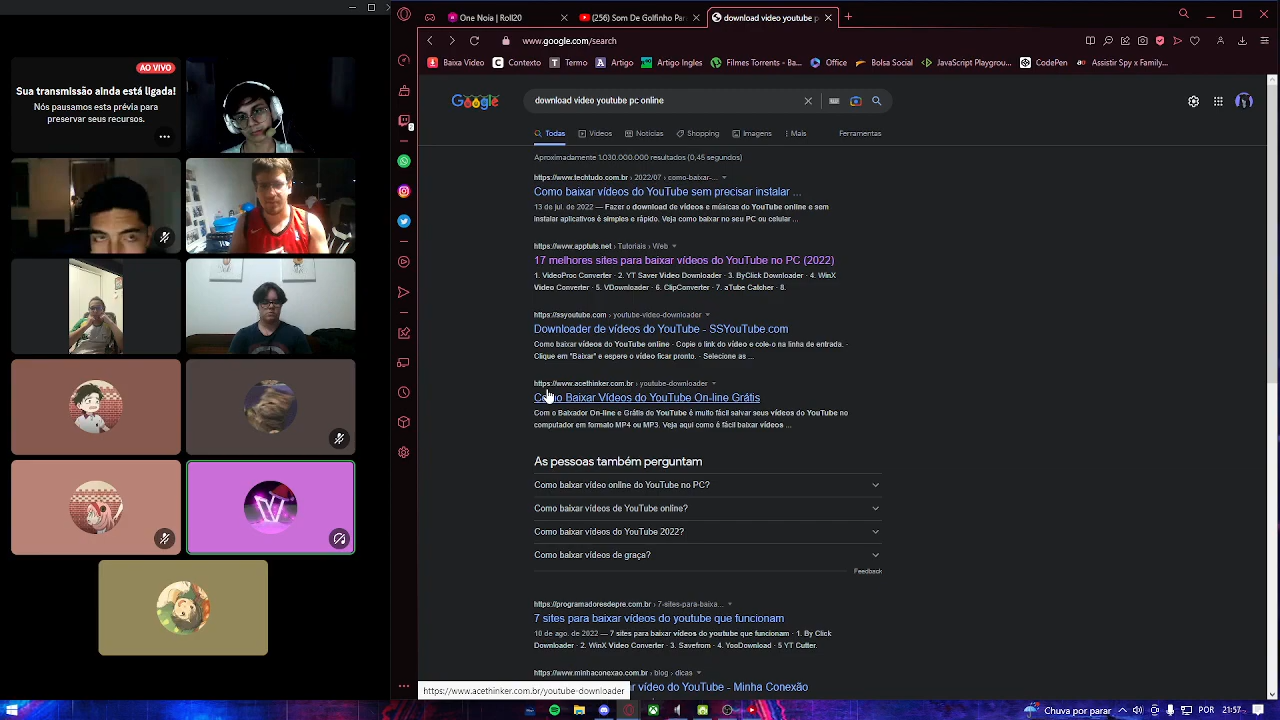 One Noia | Roll20
(256) Som De Golfinho Par
download video youtube p
www.google.com/search
Baixa Vídeo
Contexto
Termo
Artigo
Artigo Ingles
Filmes Torrents - Ba...
Office
Bolsa Social
JavaScript Playgrou...
CodePen
Assistir Spy x Family...
AO VIVO
Sua transmissão ainda está ligada!
Nós pausamos esta prévia para
preservar seus recursos.
2
Google
download video youtube pc online
Todas
Vídeos
Notícias
Shopping
Imagens
Mais
Ferramentas
Aproximadamente 1.030.000.000 resultados (0,45 segundos)
https://www.techtudo.com.br › 2022/07 › como-baixar-...
Como baixar vídeos do YouTube sem precisar instalar ...
13 de jul. de 2022 — Fazer o download de vídeos e músicas do YouTube online e sem
instalar aplicativos é simples e rápido. Veja como baixar no seu PC ou celular ...
https://www.apptuts.net › Tutoriais › Web
17 melhores sites para baixar vídeos do YouTube no PC (2022)
1. VideoProc Converter · 2. YT Saver Video Downloader · 3. ByClick Downloader · 4. WinX
Video Converter · 5. VDownloader · 6. ClipConverter · 7. aTube Catcher · 8.
https://ssyoutube.com › youtube-video-downloader
Downloader de vídeos do YouTube - SSYouTube.com
Como baixar vídeos do YouTube online · Copie o link do vídeo e cole-o na linha de entrada. ·
Clique em "Baixar" e espere o vídeo ficar pronto. · Selecione as ...
https://www.acethinker.com.br › youtube-downloader
Como Baixar Vídeos do YouTube On-line Grátis
Com o Baixador On-line e Grátis do YouTube é muito fácil salvar seus vídeos do YouTube no
computador em formato MP4 ou MP3. Veja aqui como é fácil baixar vídeos ...
As pessoas também perguntam
Como baixar vídeo online do YouTube no PC?
Como baixar vídeos de YouTube online?
Como baixar vídeos do YouTube 2022?
Como baixar vídeos de graça?
Feedback
https://programadoresdepre.com.br › 7-sites-para-baixa...
7 sites para baixar vídeos do youtube que funcionam
10 de ago. de 2022 — 7 sites para baixar vídeos do youtube que funcionam · 1. By Click
Downloader · 2. WinX Video Converter · 3. Savefrom · 4. YooDownload · 5 YT Cutler.
https://www.minhaconexao.com.br › blog › dicas
ar vídeo do YouTube - Minha Conexão
https://www.acethinker.com.br/youtube-downloader
Chuva por parar
POR
21:57